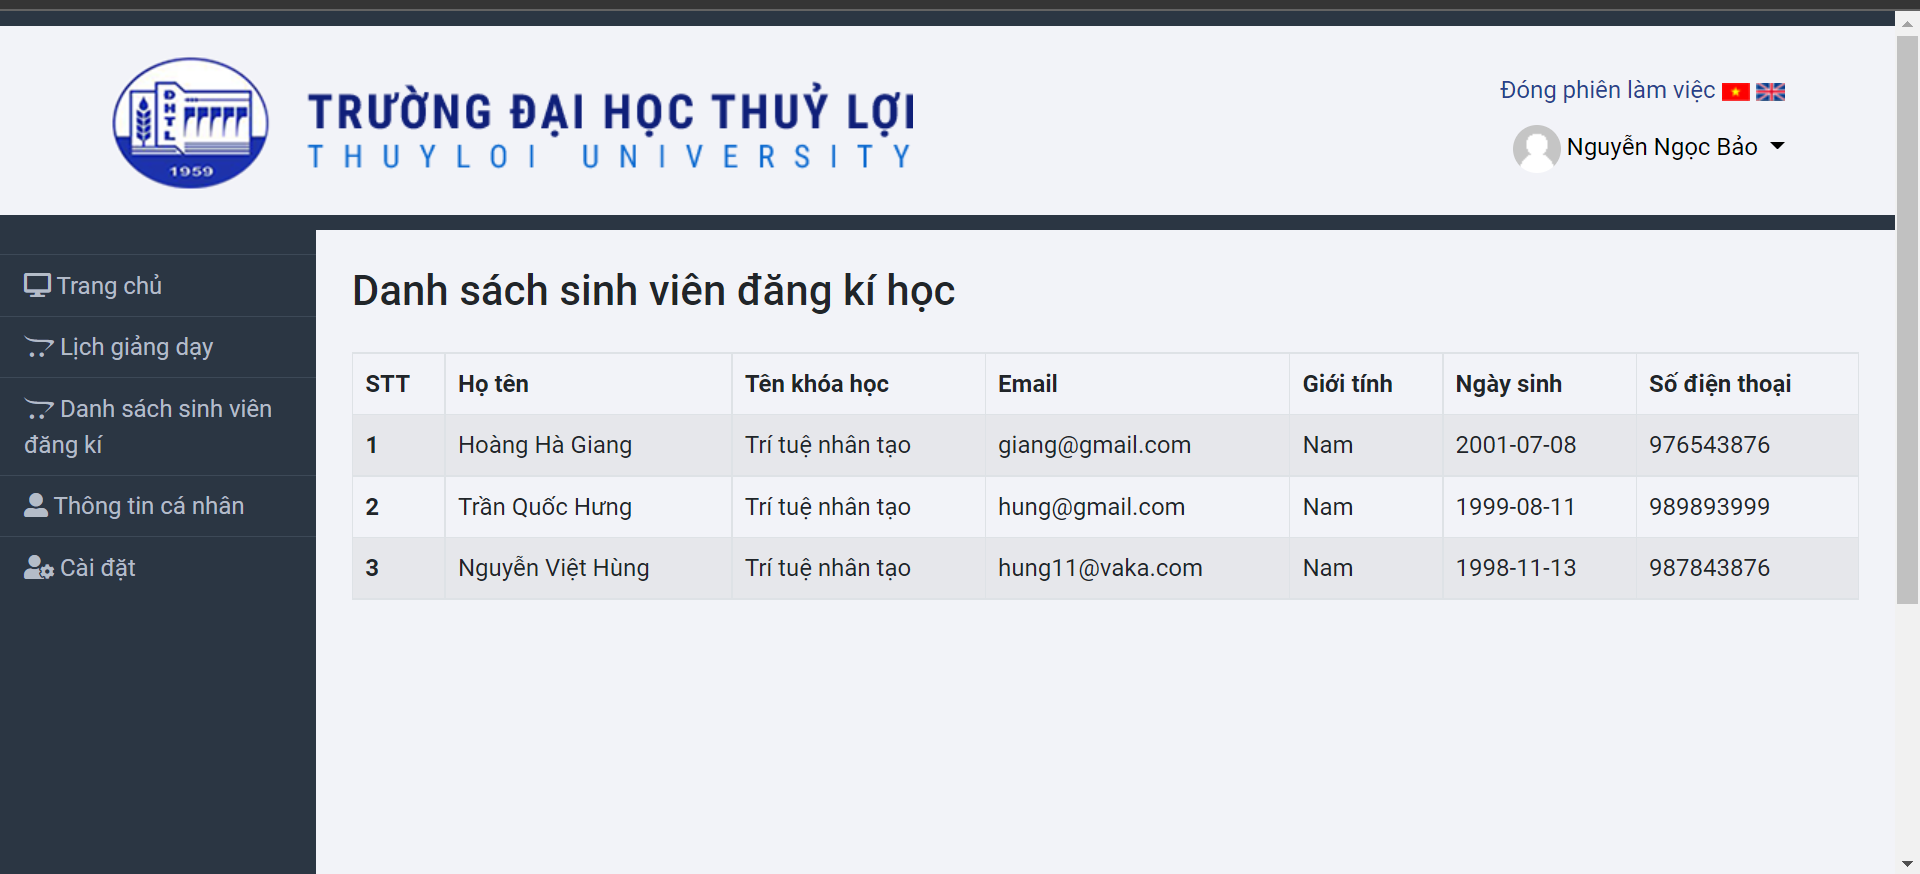 ĐHTL
1959
TRƯỜNG ĐẠI HỌC THUỶ LỢI
THUYLOI UNIVERSITY
Đóng phiên làm việc
Nguyễn Ngọc Bảo
Trang chủ
Lịch giảng dạy
Danh sách sinh viên
đăng kí
Thông tin cá nhân
Cài đặt
Danh sách sinh viên đăng kí học
STT Họ tên Tên khóa học Email Giới tính Ngày sinh Số điện thoại
1 Hoàng Hà Giang Trí tuệ nhân tạo giang@gmail.com Nam 2001-07-08 976543876
2 Trần Quốc Hưng Trí tuệ nhân tạo hung@gmail.com Nam 1999-08-11 989893999
3 Nguyễn Việt Hùng Trí tuệ nhân tạo hung11@vaka.com Nam 1998-11-13 987843876